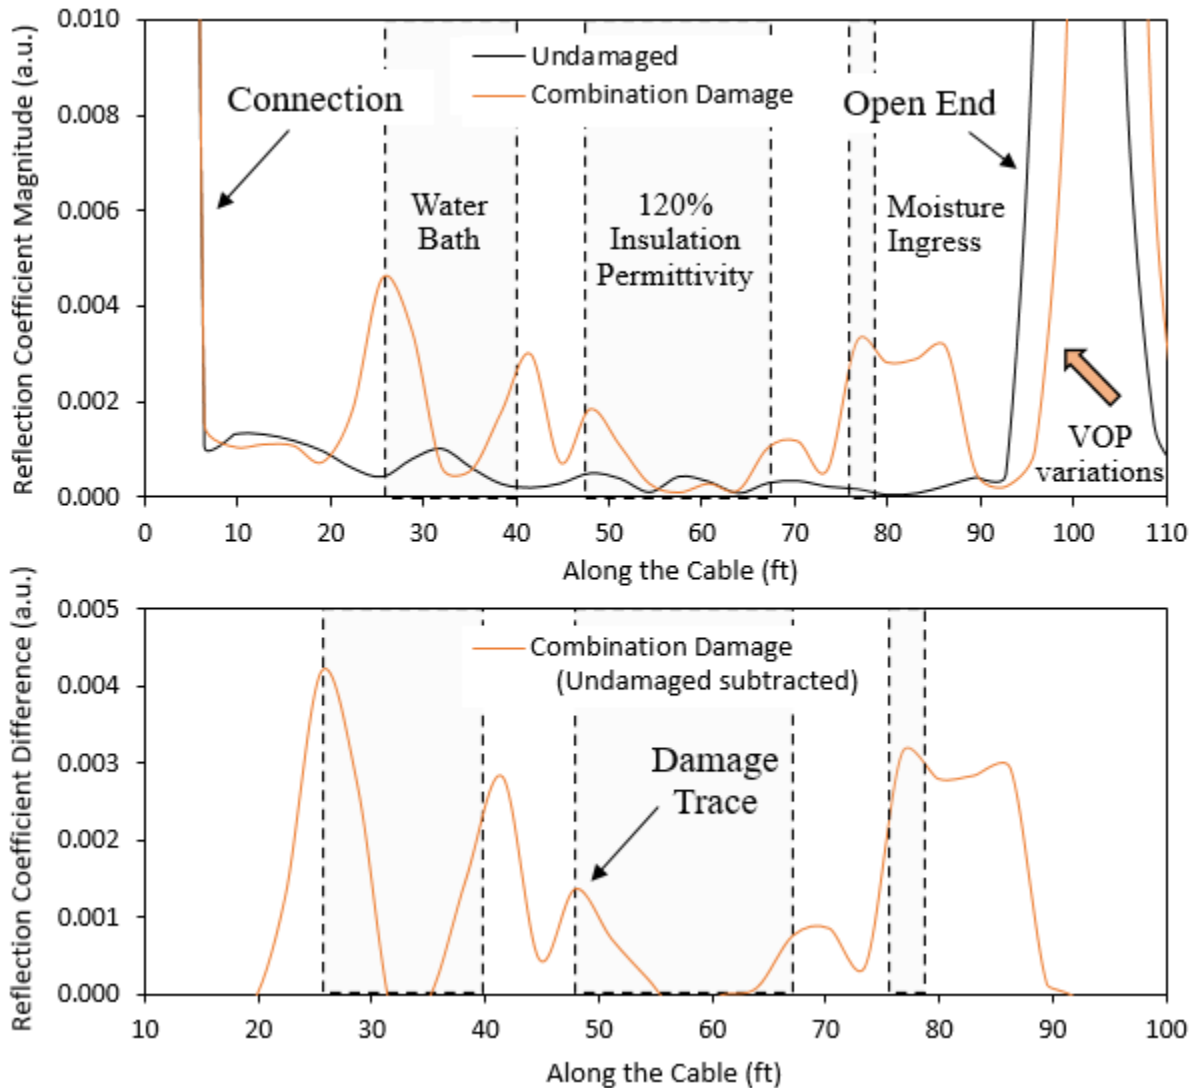 Reflection Coefficient Magnitude (a.u.)
0.010
0.008
0.006
0.004
0.002
0.000
Undamaged
Combination Damage
Connection
Open End
Water
Bath
120%
Insulation
Permittivity
Moisture
Ingress
VOP
variations
0 10 20 30 40 50 60 70 80 90 100 110
Along the Cable (ft)
Reflection Coefficient Difference (a.u.)
0.005
0.004
0.003
0.002
0.001
0.000
Combination Damage
(Undamaged subtracted)
Damage
Trace
10 20 30 40 50 60 70 80 90 100
Along the Cable (ft)